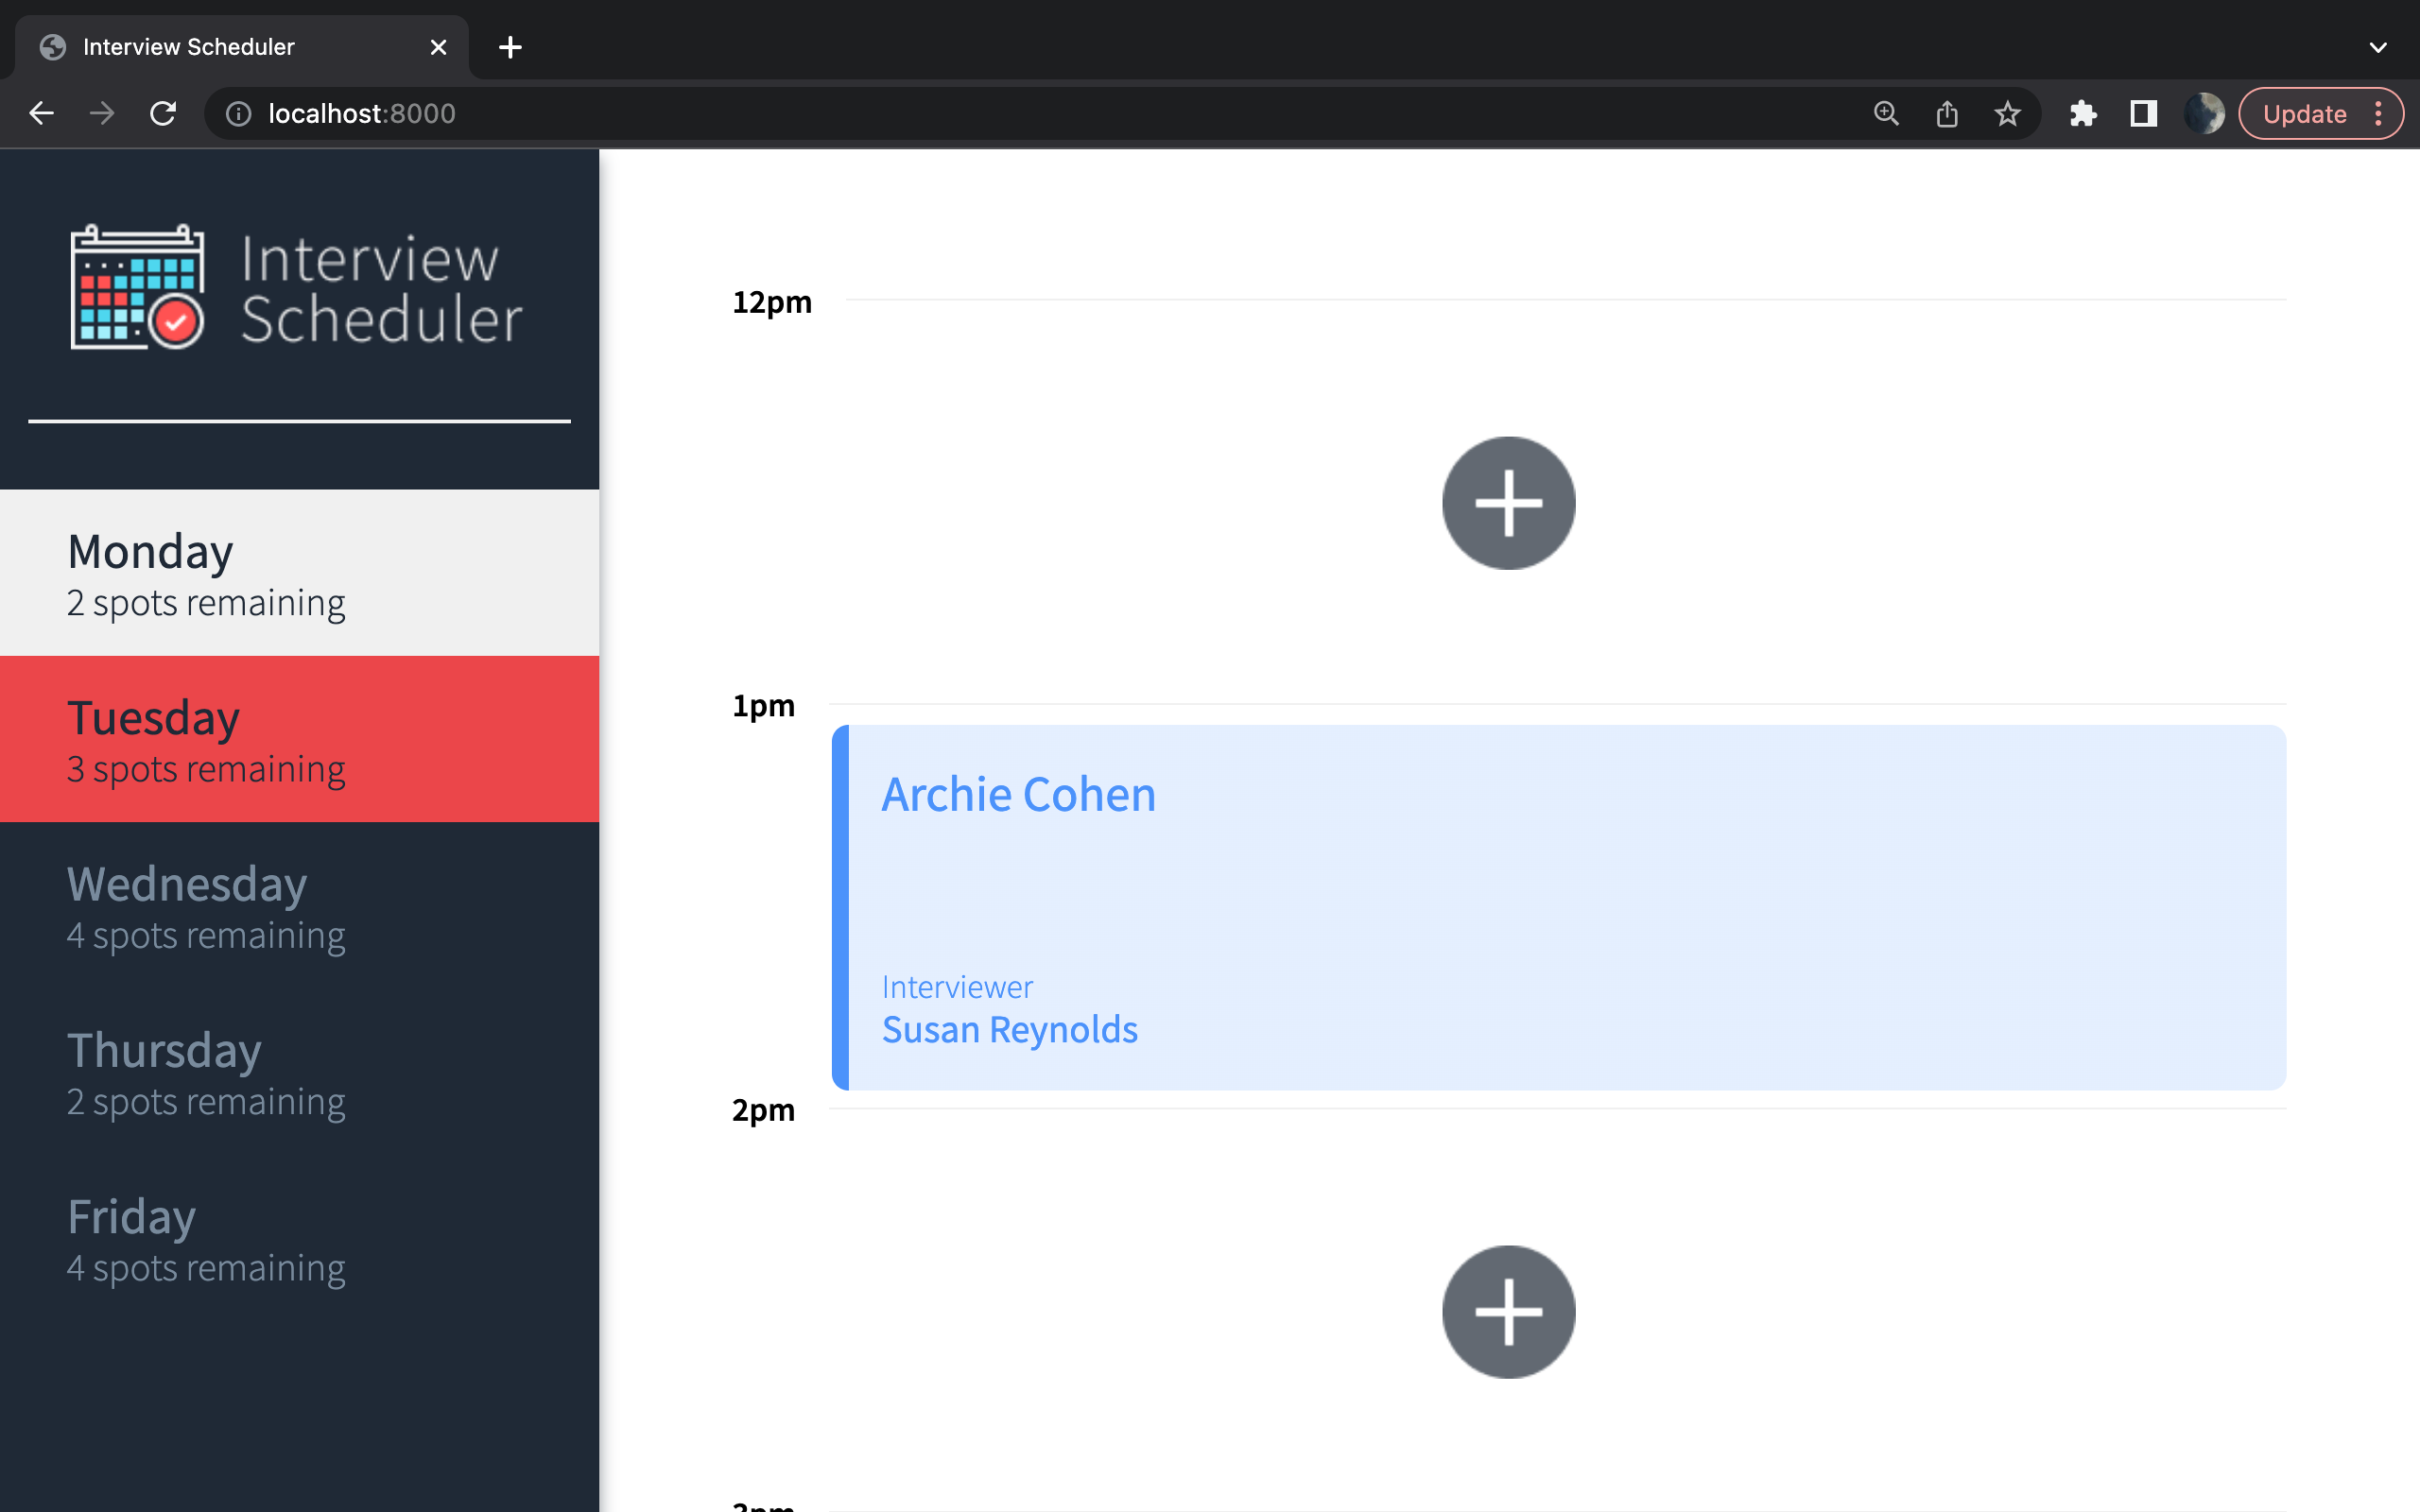 Interview Scheduler
localhost:8000
Update
Interview
Scheduler
Monday
2 spots remaining
Tuesday
3 spots remaining
Wednesday
4 spots remaining
Thursday
2 spots remaining
Friday
4 spots remaining
12pm
1pm
Archie Cohen
Interviewer
Susan Reynolds
2pm